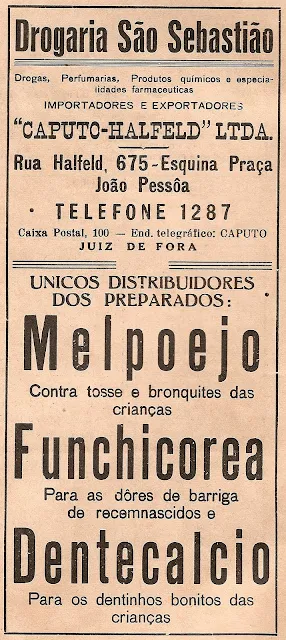 Drogaria São Sebastião
Drogas, Perfumarias, Produtos químicos e especia-
lidades farmaceuticas
IMPORTADORES E EXPORTADORES
“CAPUTO-HALFELD” LTDA.
Rua Halfeld, 675 - Esquina Praça
João Pessôa
TELEFONE 1287
Caixa Postal, 100 — End. telegráfico: CAPUTO
JUIZ DE FORA
UNICOS DISTRIBUIDORES
DOS PREPARADOS:
Melpoejo
Contra tosse e bronquites das
crianças
Funchicorea
Para as dôres de barriga
de recemnascidos e
Dentecalcio
Para os dentinhos bonitos das
crianças